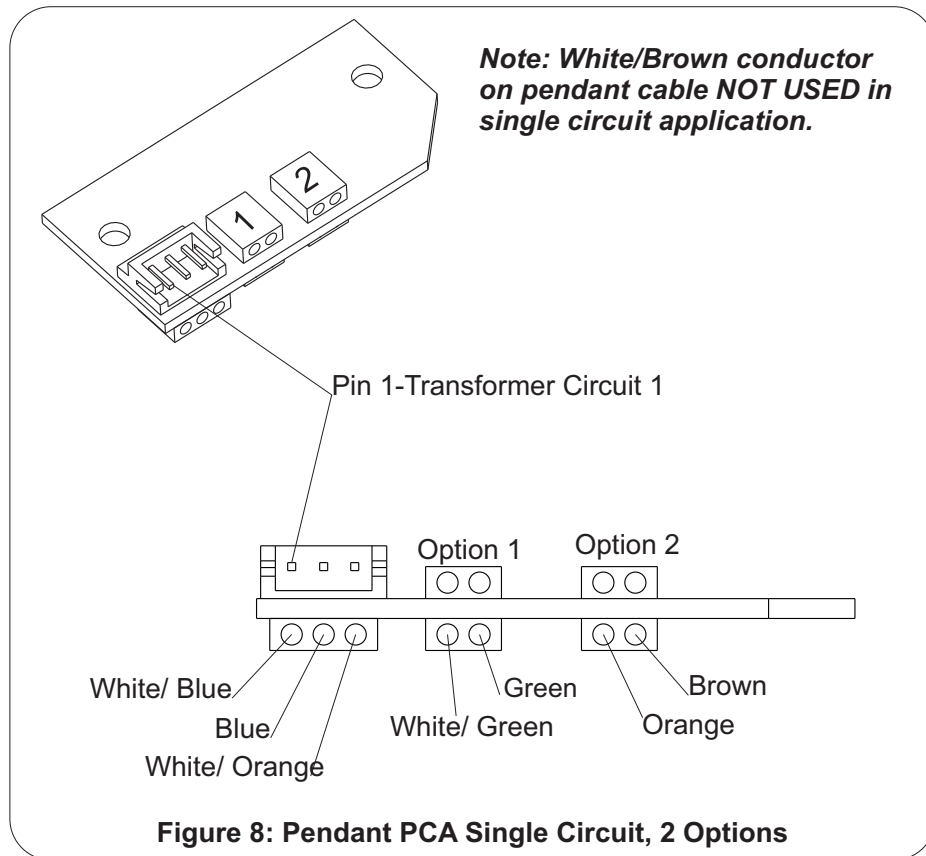 Note: White/Brown conductor
on pendant cable NOT USED in
single circuit application.
2
1
Pin 1-Transformer Circuit 1
Option 1
Option 2
White/ Blue
Green
Brown
Blue
White/ Green
Orange
White/ Orange
Figure 8: Pendant PCA Single Circuit, 2 Options